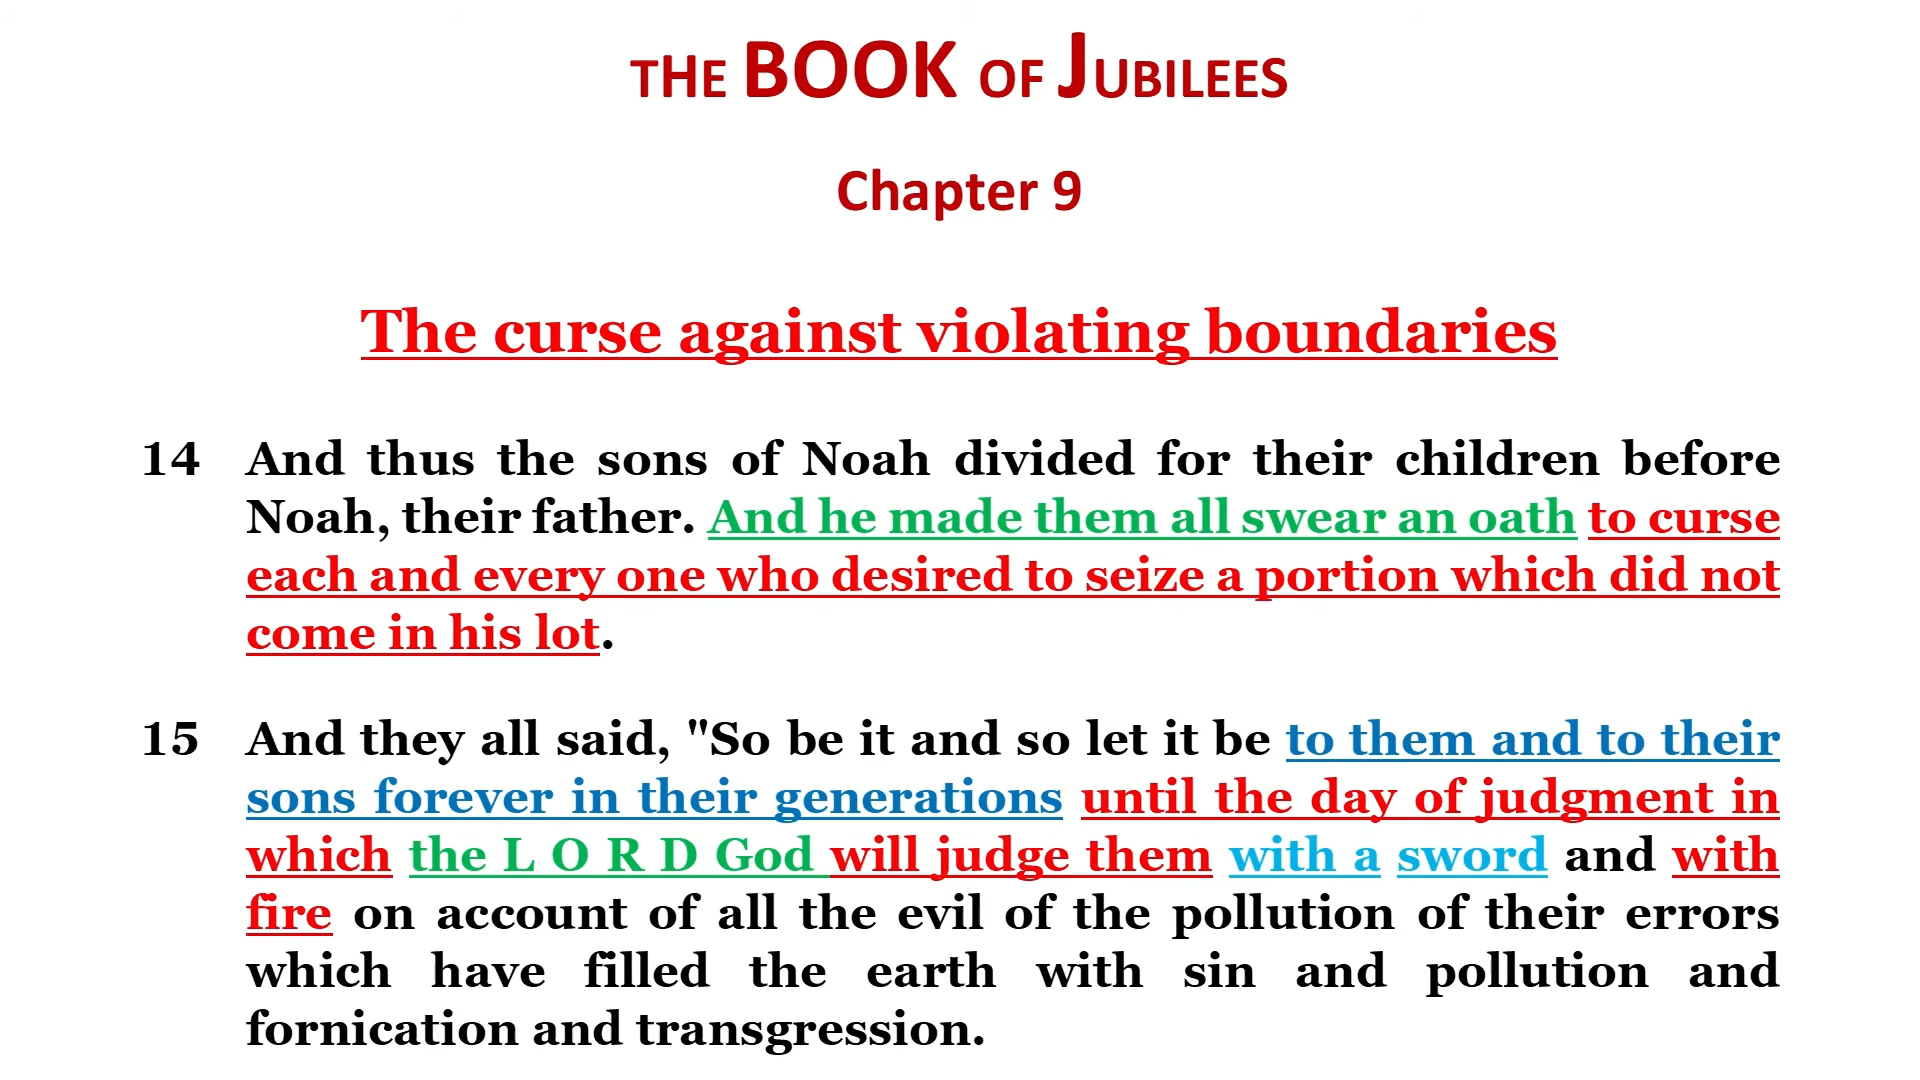 THE BOOK OF JUBILEES
Chapter 9
The curse against violating boundaries
14 And thus the sons of Noah divided for their children before
Noah, their father. And he made them all swear an oath to curse
each and every one who desired to seize a portion which did not
come in his lot.
15 And they all said, "So be it and so let it be to them and to their
sons forever in their generations until the day of judgment in
which the L O R D God will judge them with a sword and with
fire on account of all the evil of the pollution of their errors
which have filled the earth with sin and pollution and
fornication and transgression.